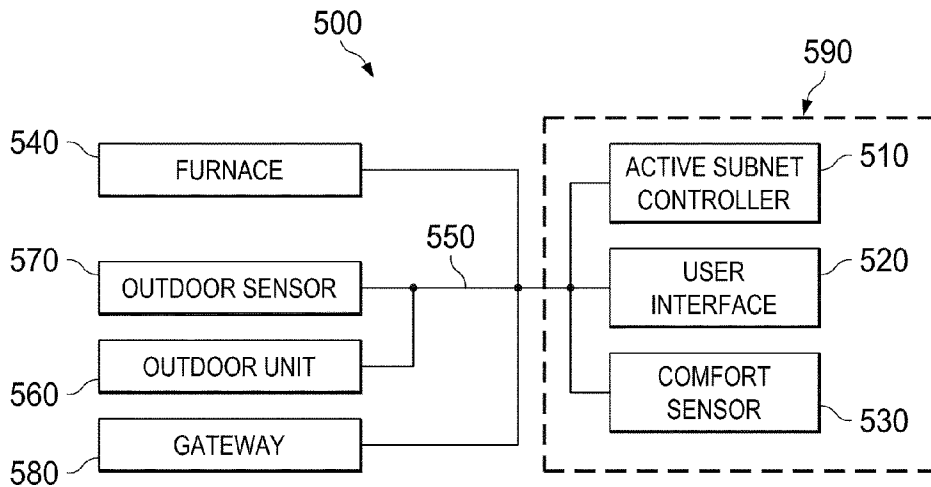 500
590
540
FURNACE
ACTIVE SUBNET
CONTROLLER
510
570
OUTDOOR SENSOR
550
USER
INTERFACE
520
560
OUTDOOR UNIT
COMFORT
SENSOR
530
580
GATEWAY